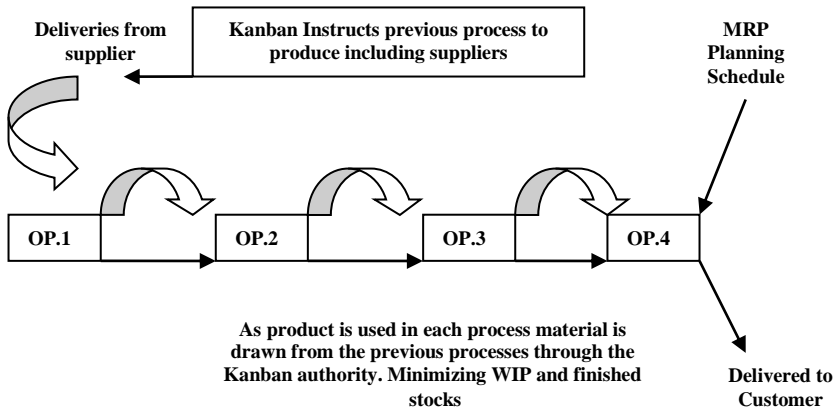 Deliveries from
supplier
Kanban Instructs previous process to
produce including suppliers
MRP
Planning
Schedule
OP.1
OP.2
OP.3
OP.4
As product is used in each process material is
drawn from the previous processes through the
Kanban authority. Minimizing WIP and finished
stocks
Delivered to
Customer